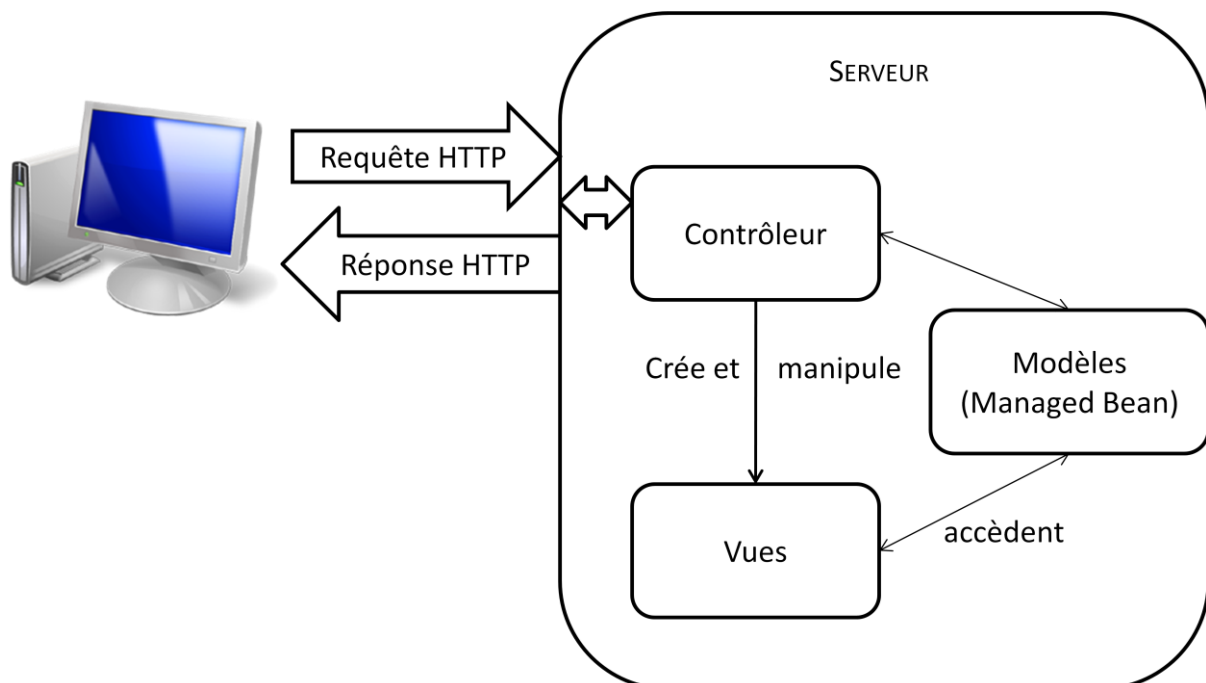 SERVEUR
Requête HTTP
Contrôleur
Réponse HTTP
Crée et manipule
Modèles
(Managed Bean)
Vues
accèdent